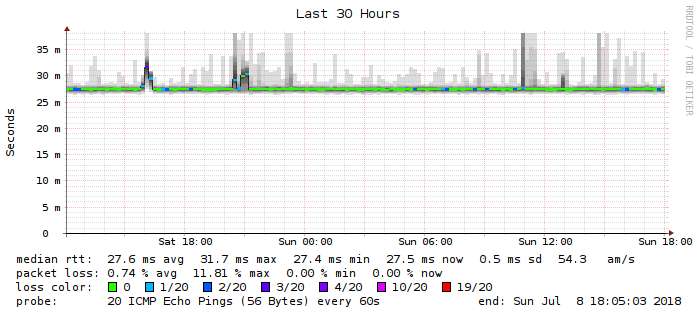 Last 30 Hours
RRDTOOL / TOBI OETIKER
Seconds
35 m
30 m
25 m
20 m
15 m
10 m
5 m
0
Sat 18:00 Sun 00:00 Sun 06:00 Sun 12:00 Sun 18:00
median rtt: 27.6 ms avg 31.7 ms max 27.4 ms min 27.5 ms now 0.5 ms sd 54.3 am/s
packet loss: 0.74 % avg 11.81 % max 0.00 % min 0.00 % now
loss color: 0 1/20 2/20 3/20 4/20 10/20 19/20
probe: 20 ICMP Echo Pings (56 Bytes) every 60s end: Sun Jul 8 18:05:03 2018